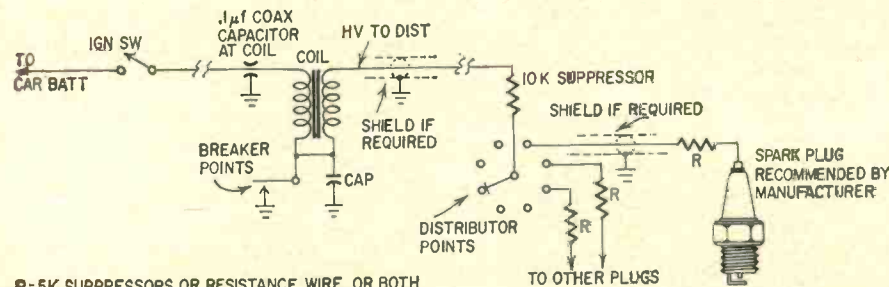 .1µf COAX
CAPACITOR
AT COIL
IGN SW
TO
CAR BATT
COIL
HV TO DIST
10K SUPPRESSOR
SHIELD IF
REQUIRED
SHIELD IF REQUIRED
BREAKER
POINTS
CAP
DISTRIBUTOR
POINTS
R
R
R
SPARK PLUG
RECOMMENDED BY
MANUFACTURER
TO OTHER PLUGS
R=5K SUPPRESSORS OR RESISTANCE WIRE, OR BOTH